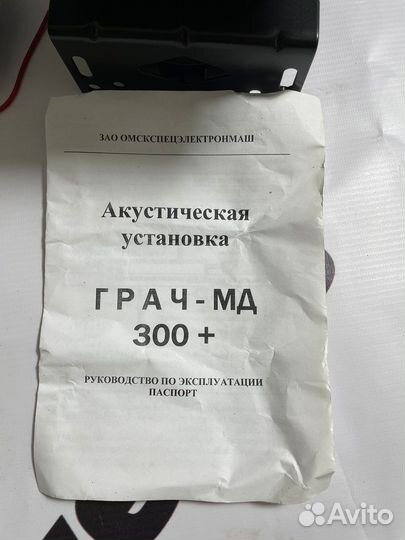 ЗАО ОМСКСПЕЦЭЛЕКТРОНМАШ
Акустическая
установка
ГРАЧ-МД
300 +
РУКОВОДСТВО ПО ЭКСПЛУАТАЦИИ
ПАСПОРТ
Avito